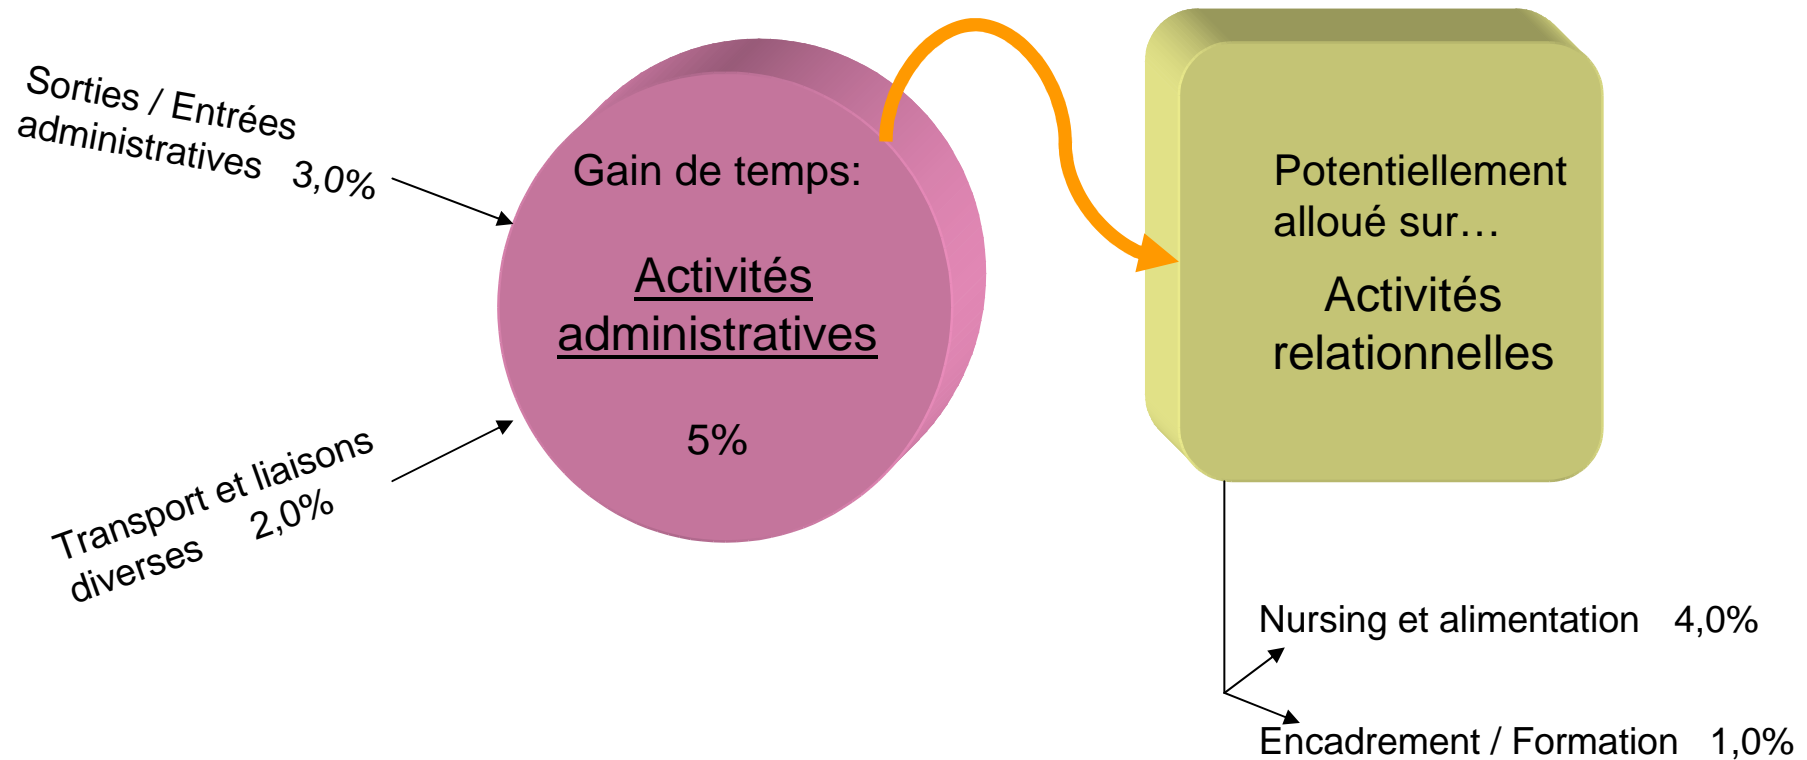 Sorties / Entrées
administratives 3,0%
Transport et liaisons
diverses 2,0%
Gain de temps:
Activités
administratives
5%
Potentiellement
alloué sur…
Activités
relationnelles
Nursing et alimentation 4,0%
Encadrement / Formation 1,0%